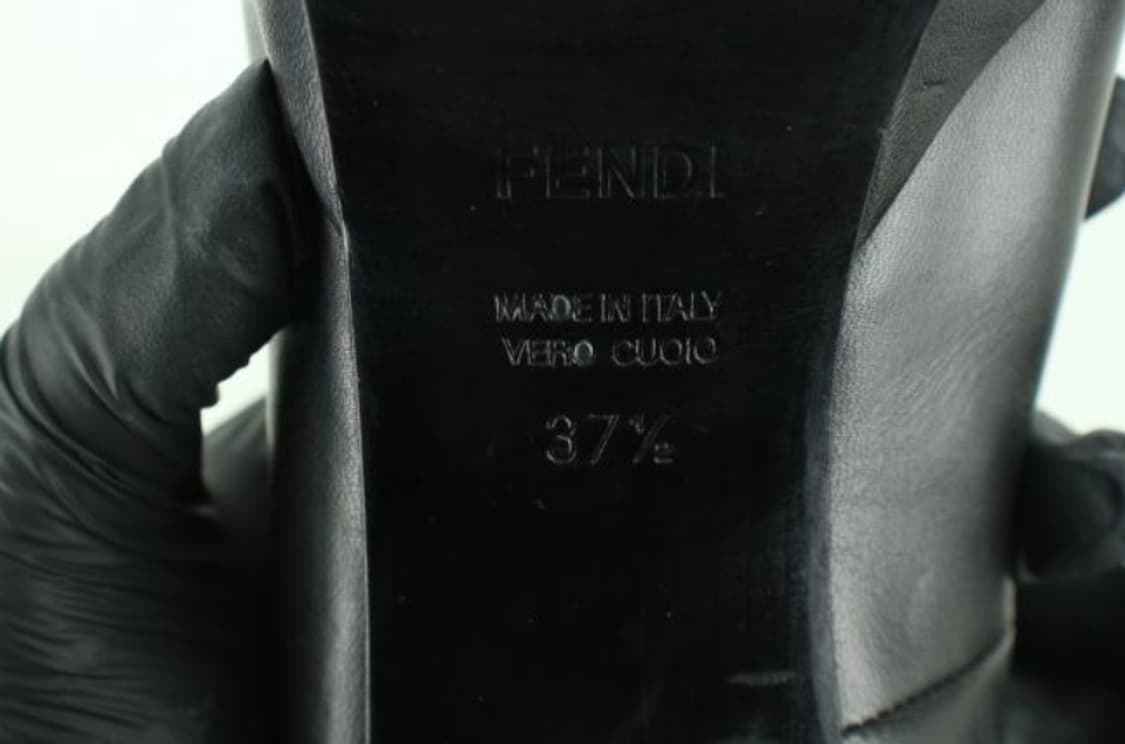 FENDI
MADE IN ITALY
VERO CUOIO
37½